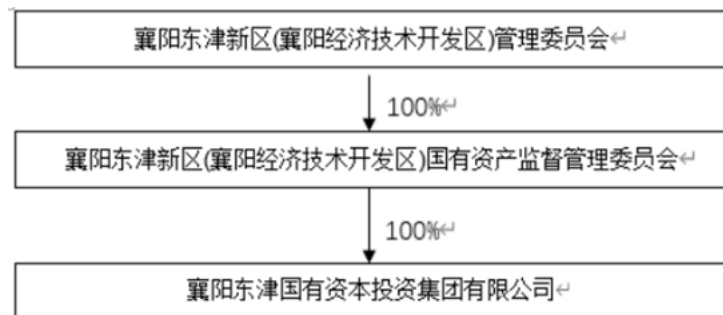 襄阳东津新区(襄阳经济技术开发区)管理委员会
100%
襄阳东津新区(襄阳经济技术开发区)国有资产监督管理委员会
100%
襄阳东津国有资本投资集团有限公司